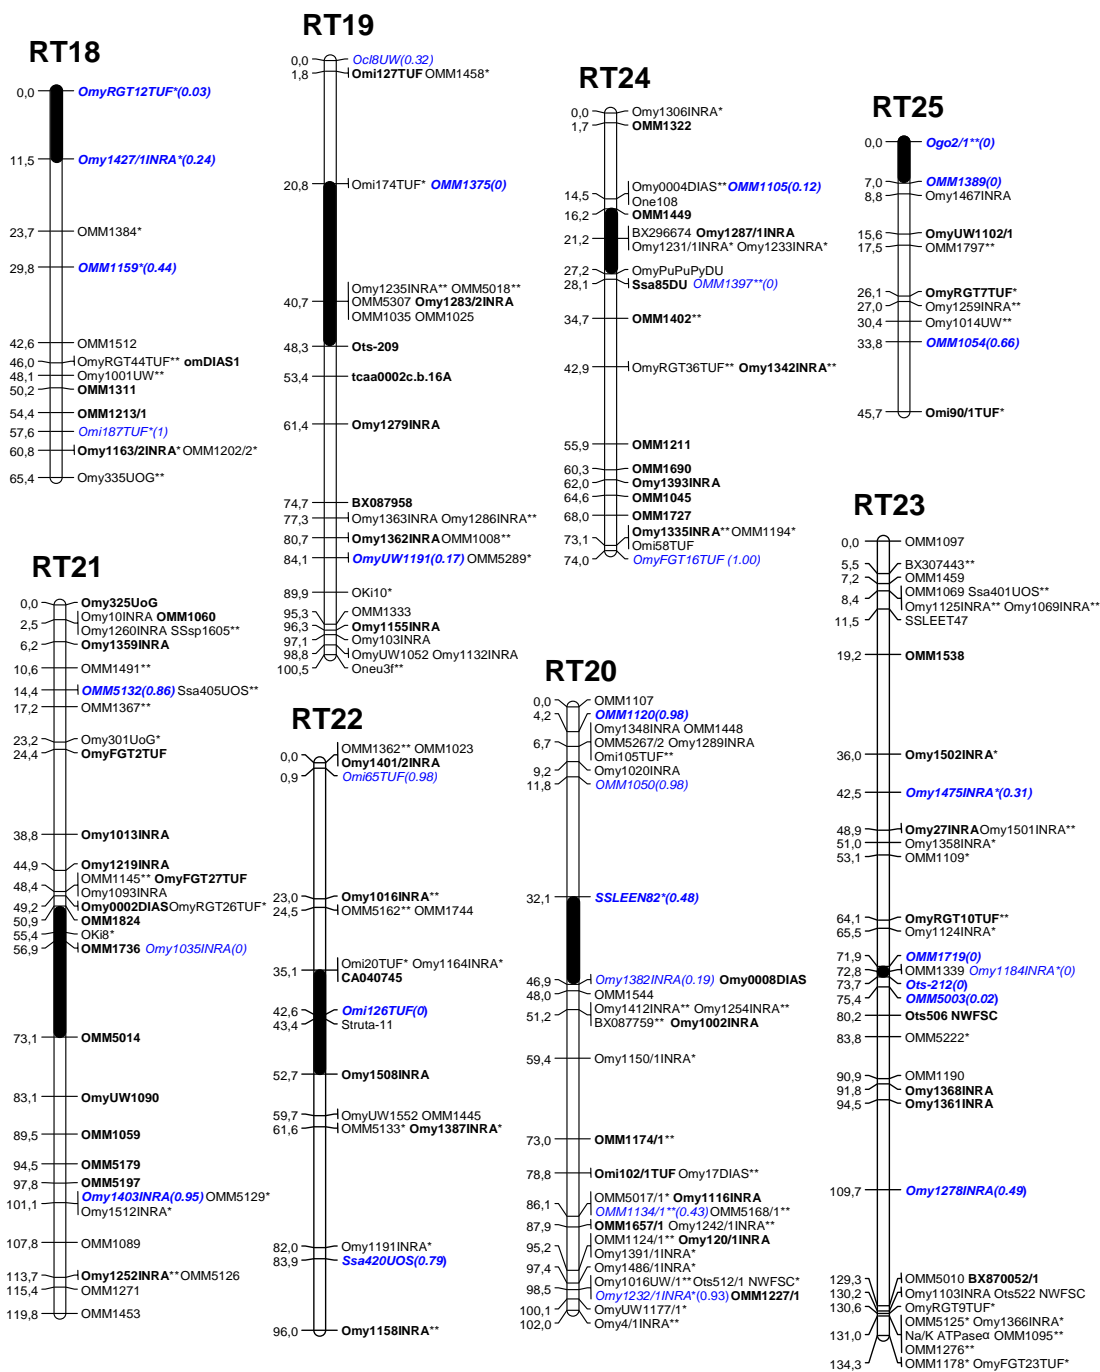 RT18
0,0 OmyRGT12TUF*(0.03)
11,5 Omy1427/1INRA*(0.24)
23,7 OMM1384*
29,8 OMM1159*(0.44)
42,6 OMM1512
46,0 OmyRGT44TUF** omDIAS1
48,1 Omy1001UW**
50,2 OMM1311
54,4 OMM1213/1
57,6 Omi187TUF*(1)
60,8 Omy1163/2INRA* OMM1202/2*
65,4 Omy335UOG**
RT19
0,0 Ocl8UW(0.32)
1,8 Omi127TUF OMM1458*
20,8 Omi174TUF* OMM1375(0)
Omy1235INRA** OMM5018**
40,7 OMM5307 Omy1283/2INRA
OMM1035 OMM1025
48,3 Ots-209
53,4 tcaa0002c.b.16A
61,4 Omy1279INRA
74,7 BX087958
77,3 Omy1363INRA Omy1286INRA**
80,7 Omy1362INRA OMM1008**
84,1 OmyUW1191(0.17) OMM5289*
89,9 OKi10*
95,3 OMM1333
96,3 Omy1155INRA
97,1 Omy103INRA
98,8 OmyUW1052 Omy1132INRA
100,5 Oneu3f**
RT24
0,0 Omy1306INRA*
1,7 OMM1322
Omy0004DIAS** OMM1105(0.12)
14,5 One108
16,2 OMM1449
21,2 BX296674 Omy1287/1INRA
Omy1231/1INRA* Omy1233INRA*
27,2 OmyPuPuPyDU
28,1 Ssa85DU OMM1397**(0)
34,7 OMM1402**
42,9 OmyRGT36TUF** Omy1342INRA**
55,9 OMM1211
60,3 OMM1690
62,0 Omy1393INRA
64,6 OMM1045
68,0 OMM1727
73,1 Omy1335INRA** OMM1194*
Omi58TUF
74,0 OmyFGT16TUF (1.00)
RT25
0,0 Ogo2/1**(0)
7,0 OMM1389(0)
8,8 Omy1467INRA
15,6 OmyUW1102/1
17,5 OMM1797**
26,1 OmyRGT7TUF*
27,0 Omy1259INRA**
30,4 Omy1014UW**
33,8 OMM1054(0.66)
45,7 Omi90/1TUF*
RT21
0,0 Omy325UoG
2,5 Omy10INRA OMM1060
Omy1260INRA SSsp1605**
6,2 Omy1359INRA
10,6 OMM1491**
14,4 OMM5132(0.86) Ssa405UOS**
17,2 OMM1367**
23,2 Omy301UoG*
24,4 OmyFGT2TUF
38,8 Omy1013INRA
44,9 Omy1219INRA
48,4 OMM1145** OmyFGT27TUF
Omy1093INRA
49,2 Omy0002DIAS OmyRGT26TUF*
50,9 OMM1824
55,4 OKi8*
56,9 OMM1736 Omy1035INRA(0)
73,1 OMM5014
83,1 OmyUW1090
89,5 OMM1059
94,5 OMM5179
97,8 OMM5197
101,1 Omy1403INRA(0.95) OMM5129*
Omy1512INRA*
107,8 OMM1089
113,7 Omy1252INRA** OMM5126
115,4 OMM1271
119,8 OMM1453
RT22
0,0 OMM1362** OMM1023
Omy1401/2INRA
0,9 Omi65TUF(0.98)
23,0 Omy1016INRA**
24,5 OMM5162** OMM1744
35,1 Omi20TUF* Omy1164INRA*
CA040745
42,6 Omi126TUF(0)
43,4 Struta-11
52,7 Omy1508INRA
59,7 OmyUW1552 OMM1445
61,6 OMM5133* Omy1387INRA*
82,0 Omy1191INRA*
83,9 Ssa420UOS(0.79)
96,0 Omy1158INRA**
RT20
0,0 OMM1107
4,2 OMM1120(0.98)
Omy1348INRA OMM1448
6,7 OMM5267/2 Omy1289INRA
Omi105TUF**
9,2 Omy1020INRA
11,8 OMM1050(0.98)
32,1 SSLEEN82*(0.48)
46,9 Omy1382INRA(0.19) Omy0008DIAS
48,0 OMM1544
51,2 Omy1412INRA** Omy1254INRA**
BX087759** Omy1002INRA
59,4 Omy1150/1INRA*
73,0 OMM1174/1**
78,8 Omi102/1TUF Omy17DIAS**
86,1 OMM5017/1* Omy1116INRA
OMM1134/1**(0.43) OMM5168/1**
87,9 OMM1657/1 Omy1242/1INRA**
95,2 OMM1124/1** Omy120/1INRA
Omy1391/1INRA*
97,4 Omy1486/1INRA*
98,5 Omy1016UW/1** Ots512/1 NWFSC*
Omy1232/1INRA*(0.93) OMM1227/1
100,1 OmyUW1177/1*
102,0 Omy4/1INRA**
RT23
0,0 OMM1097
5,5 BX307443**
7,2 OMM1459
8,4 OMM1069 Ssa401UOS**
Omy1125INRA** Omy1069INRA**
11,5 SSLEET47
19,2 OMM1538
36,0 Omy1502INRA*
42,5 Omy1475INRA*(0.31)
48,9 Omy27INRA Omy1501INRA**
51,0 Omy1358INRA*
53,1 OMM1109*
64,1 OmyRGT10TUF**
65,5 Omy1124INRA*
71,9 OMM1719(0)
72,8 OMM1339 Omy1184INRA*(0)
73,7 Ots-212(0)
75,4 OMM5003(0.02)
80,2 Ots506 NWFSC
83,8 OMM5222*
90,9 OMM1190
91,8 Omy1368INRA
94,5 Omy1361INRA
109,7 Omy1278INRA(0.49)
129,3 OMM5010 BX870052/1
130,2 Omy1103INRA Ots522 NWFSC
130,6 OmyRGT9TUF*
OMM5125* Omy1366INRA*
131,0 Na/K ATPaseα OMM1095**
OMM1276**
134,3 OMM1178* OmyFGT23TUF*